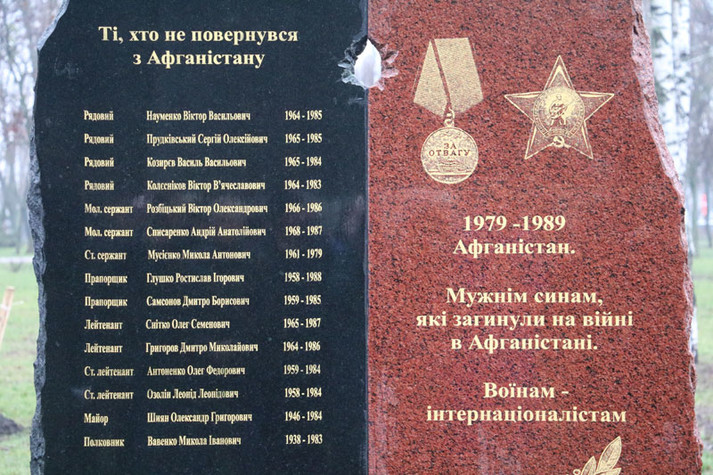 Ті, хто не повернувся
з Афганістану
Рядовий Науменко Віктор Васильович 1964 - 1985
Рядовий Прудківський Сергій Олексійович 1965 - 1985
Рядовий Козирєв Василь Васильович 1965 - 1984
Рядовий Колєсніков Віктор В'ячеславович 1964 - 1983
Мол. сержант Розбіцький Віктор Олександрович 1966 - 1986
Мол. сержант Списаренко Андрій Анатолійович 1968 - 1987
Ст. сержант Мусієнко Микола Антонович 1961 - 1979
Прапорщик Глушко Ростислав Ігорович 1958 - 1988
Прапорщик Самсонов Дмитро Борисович 1959 - 1985
Лейтенант Снітко Олег Семенович 1965 - 1987
Лейтенант Григоров Дмитро Миколайович 1964 - 1986
Ст. лейтенант Антоненко Олег Федорович 1959 - 1984
Ст. лейтенант Озолін Леонід Леонідович 1958 - 1984
Майор Шиян Олександр Григорович 1946 - 1984
Полковник Вавенко Микола Іванович 1938 - 1983
ЗА
ОТВАГУ
1979 -1989
Афганістан.
Мужнім синам,
які загинули на війні
в Афганістані.
Воїнам -
інтернаціоналістам